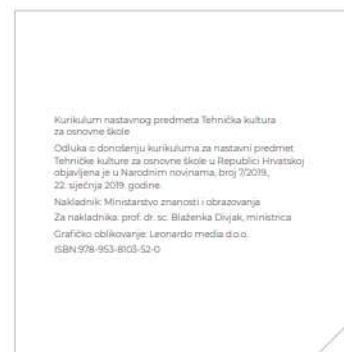 Kurikulum nastavnog predmeta Tehnička kultura
za osnovne škole
Odluka o donošenju kurikuluma za nastavni predmet
Tehničke kulture za osnovne škole u Republici Hrvatskoj
objavljena je u Narodnim novinama, broj 7/2019.,
22. siječnja 2019. godine.
Nakladnik: Ministarstvo znanosti i obrazovanja
Za nakladnika: prof. dr. sc. Blaženka Divjak, ministrica
Grafičko oblikovanje: Leonardo media d.o.o.
ISBN:978-953-8103-52-0